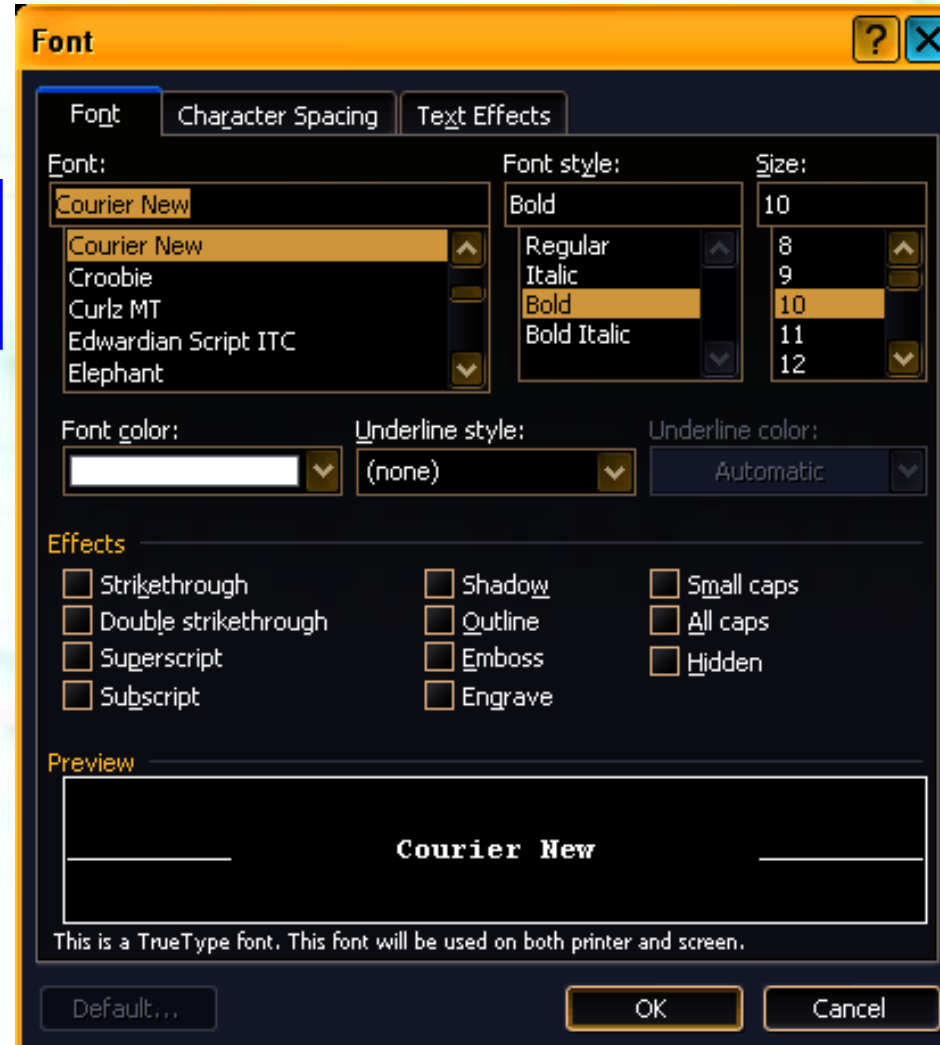 Font
Font Character Spacing Text Effects
Font: Font style: Size:
Courier New Bold 10
Courier New Regular 8
Croobie Italic 9
Curlz MT Bold 10
Edwardian Script ITC Bold Italic 11
Elephant 12
Font color: Underline style: Underline color:
(none) Automatic
Effects
Strikethrough Shadow Small caps
Double strikethrough Outline All caps
Superscript Emboss Hidden
Subscript Engrave
Preview
Courier New
This is a TrueType font. This font will be used on both printer and screen.
Default... OK Cancel